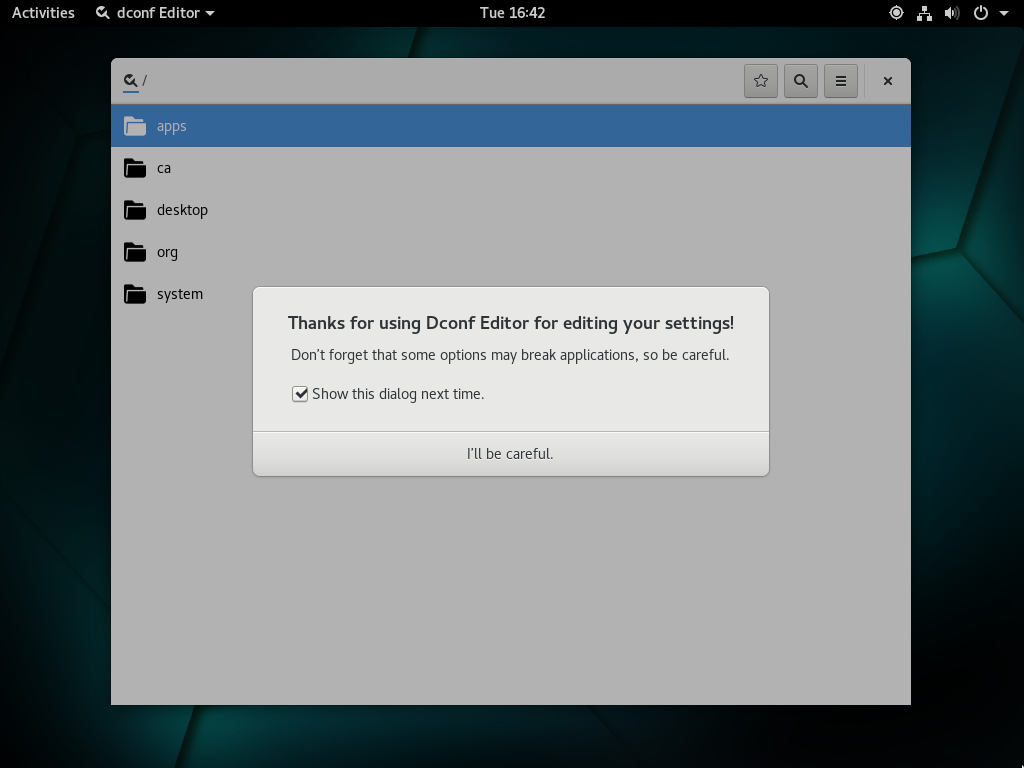 Activities dconf Editor Tue 16:42
/
apps
ca
desktop
org
system
Thanks for using Dconf Editor for editing your settings!
Don’t forget that some options may break applications, so be careful.
Show this dialog next time.
I’ll be careful.